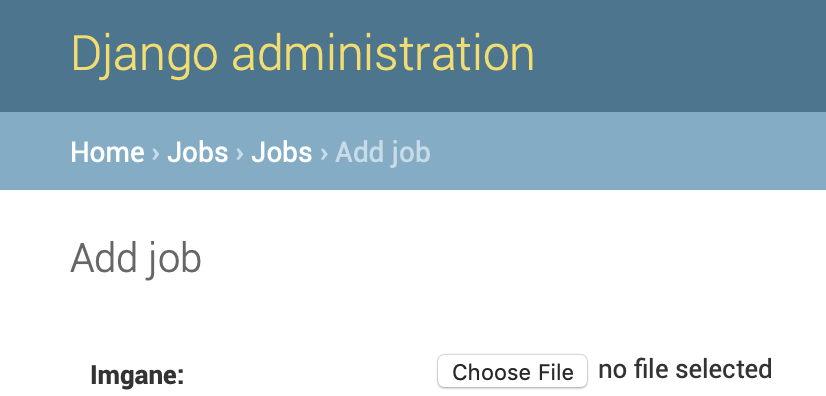 Django administration
Home › Jobs › Jobs › Add job
Add job
Imgane: Choose File no file selected